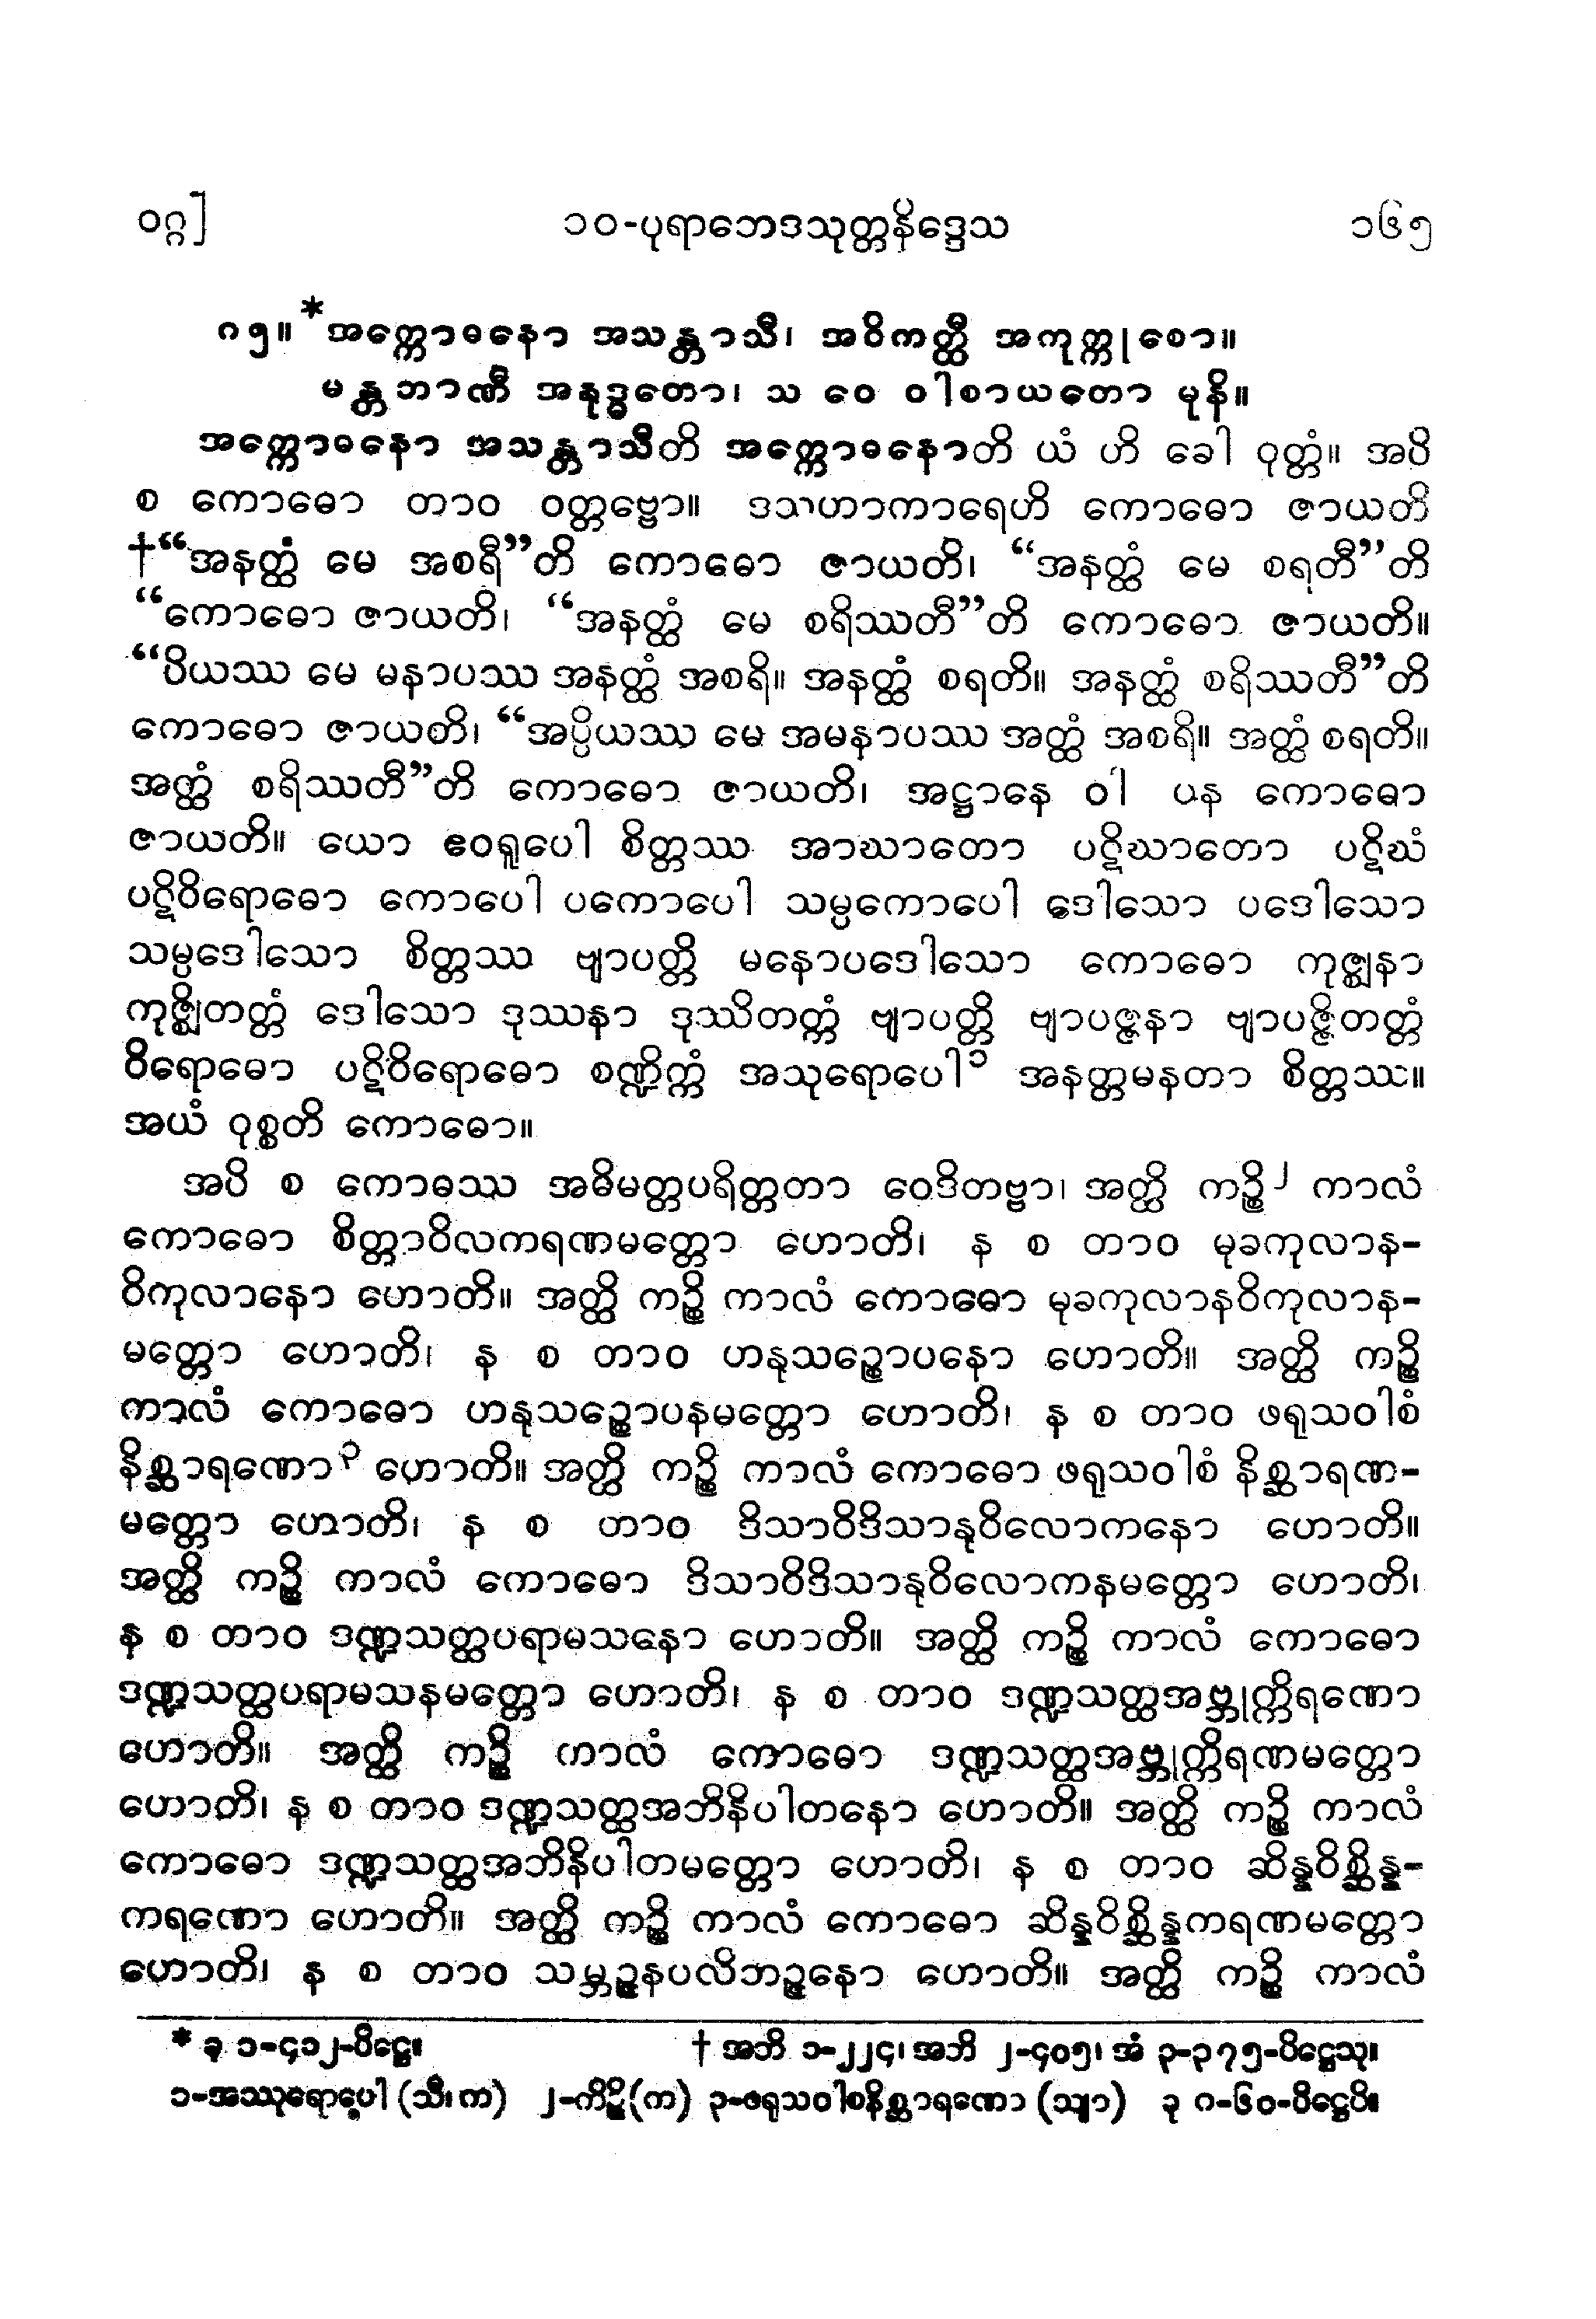 ဝဂ္ဂ]
၁၀-ပုရာဘေဒသုတ္တနိဒ္ဒေသ
၁၆၅
၈၅။ *အက္ကောဓနော အသန္တာသီ၊ အဝိကတ္ထီ အကုက္ကုစော။
မန္တဘာဏီ အနုဒ္ဓတော၊ သ ဝေ ဝါစာယတော မုနိ။
အက္ကောဓနော အသန္တာသီတိ အက္ကောဓနောတိ ယံ ဟိ ခေါ ဝုတ္တံ။ အပိ
စ ကောဓော တာဝ ဝတ္တဗ္ဗော။ ဒသဟာကာရေဟိ ကောဓော ဇာယတိ
†“အနတ္ထံ မေ အစရီ”တိ ကောဓော ဇာယတိ၊ “အနတ္ထံ မေ စရတီ”တိ
“ကောဓော ဇာယတိ၊ “အနတ္ထံ မေ စရိဿတီ”တိ ကောဓော ဇာယတိ။
“ပိယဿ မေ မနာပဿ အနတ္ထံ အစရိ။ အနတ္ထံ စရတိ။ အနတ္ထံ စရိဿတီ”တိ
ကောဓော ဇာယတိ၊ “အပ္ပိယဿ မေ အမနာပဿ အတ္ထံ အစရိ။ အတ္ထံ စရတိ။
အတ္ထံ စရိဿတီ”တိ ကောဓော ဇာယတိ၊ အဋ္ဌာနေ ဝါ ပန ကောဓော
ဇာယတိ။ ယော ဧဝရူပေါ စိတ္တဿ အာဃာတော ပဋိဃာတော ပဋိဃံ
ပဋိဝိရောဓော ကောပေါ ပကောပေါ သမ္ပကောပေါ ဒေါသော ပဒေါသော
သမ္ပဒေါသော စိတ္တဿ ဗျာပတ္တိ မနောပဒေါသော ကောဓော ကုဇ္ဈနာ
ကုဇ္ဈိတတ္တံ ဒေါသော ဒုဿနာ ဒုဿိတတ္တံ ဗျာပတ္တိ ဗျာပဇ္ဇနာ ဗျာပဇ္ဇိတတ္တံ
ဝိရောဓော ပဋိဝိရောဓော စဏ္ဍိက္ကံ အသုရောပေါ၁ အနတ္တမနတာ စိတ္တဿ။
အယံ ဝုစ္စတိ ကောဓော။
အပိ စ ကောဓဿ အဓိမတ္တပရိတ္တတာ ဝေဒိတဗ္ဗာ၊ အတ္ထိ ကဉ္စိ၂ ကာလံ
ကောဓော စိတ္တာဝိလကရဏမတ္တော ဟောတိ၊ န စ တာဝ မုခကုလာန-
ဝိကုလာနော ဟောတိ။ အတ္ထိ ကဉ္စိ ကာလံ ကောဓော မုခကုလာနဝိကုလာန-
မတ္တော ဟောတိ၊ န စ တာဝ ဟနုသဉ္စောပနော ဟောတိ။ အတ္ထိ ကဉ္စိ
ကာလံ ကောဓော ဟနုသဉ္စောပနမတ္တော ဟောတိ၊ န စ တာဝ ဖရုသဝါစံ
နိစ္ဆာရဏော၃ ဟောတိ။ အတ္ထိ ကဉ္စိ ကာလံ ကောဓော ဖရုသဝါစံ နိစ္ဆာရဏ-
မတ္တော ဟောတိ၊ န စ တာဝ ဒိသာဝိဒိသာနုဝိလောကနော ဟောတိ။
အတ္ထိ ကဉ္စိ ကာလံ ကောဓော ဒိသာဝိဒိသာနုဝိလောကနမတ္တော ဟောတိ၊
န စ တာဝ ဒဏ္ဍသတ္ထပရာမသနော ဟောတိ။ အတ္ထိ ကဉ္စိ ကာလံ ကောဓော
ဒဏ္ဍသတ္ထပရာမသနမတ္တော ဟောတိ၊ န စ တာဝ ဒဏ္ဍသတ္ထအဗ္ဘုက္ကိရဏော
ဟောတိ။ အတ္ထိ ကဉ္စိ ကာလံ ကောဓော ဒဏ္ဍသတ္ထအဗ္ဘုက္ကိရဏမတ္တော
ဟောတိ၊ န စ တာဝ ဒဏ္ဍသတ္ထအဘိနိပါတနော ဟောတိ။ အတ္ထိ ကဉ္စိ ကာလံ
ကောဓော ဒဏ္ဍသတ္ထအဘိနိပါတမတ္တော ဟောတိ၊ န စ တာဝ ဆိန္နဝိစ္ဆိန္န-
ကရဏော ဟောတိ။ အတ္ထိ ကဉ္စိ ကာလံ ကောဓော ဆိန္နဝိစ္ဆိန္နကရဏမတ္တော
ဟောတိ၊ န စ တာဝ သမ္ဘဉ္ဇနပလိဘဉ္ဇနော ဟောတိ။ အတ္ထိ ကဉ္စိ ကာလံ
* ခု ၁-၄၁၂-ပိဋ္ဌေ။
† အဘိ ၁-၂၂၄၊ အဘိ ၂-၄၀၅၊ အံ ၃-၃၇၅-ပိဋ္ဌေသု။
၁-အဿုရောပေါ (သီ၊ က) ၂-ကိဉ္စိ(က) ၃-ဖရုသဝါစနိစ္ဆာရဏော (သျာ) ခု ၈-၆၀-ပိဋ္ဌေပိ။